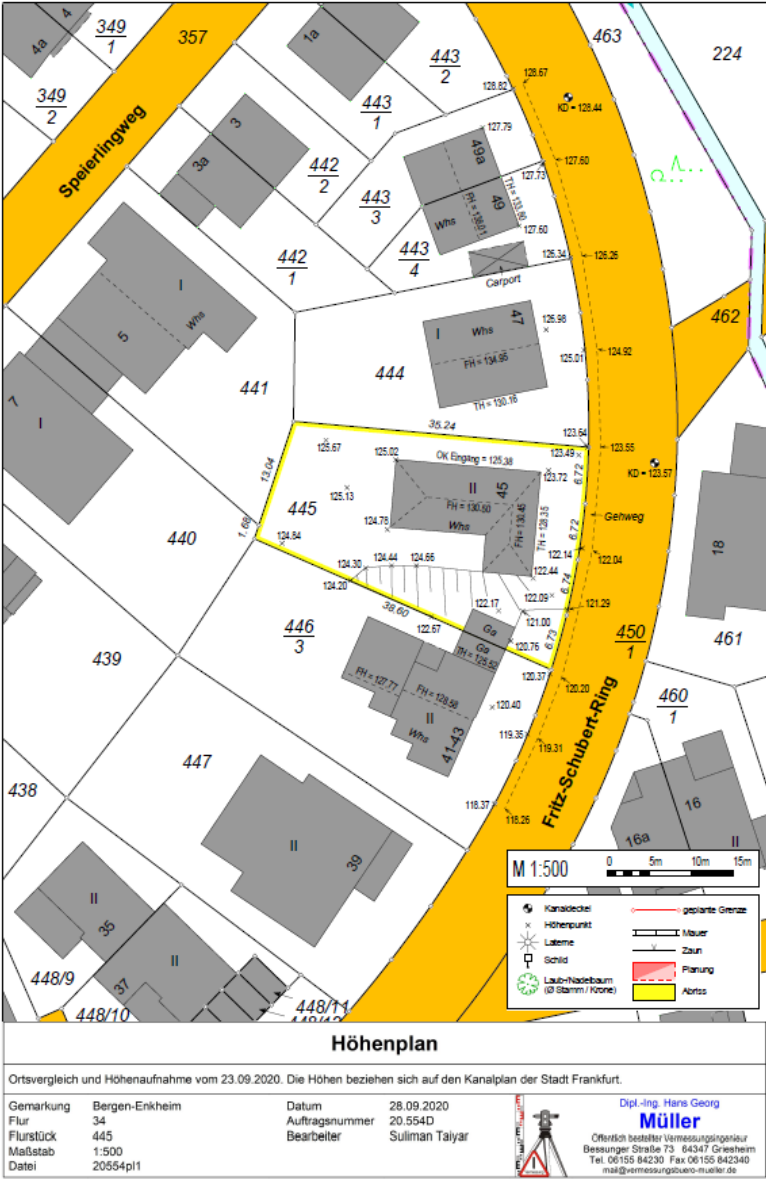 4
349
1
357
1a
443
2
463
224
4a
128.82
128.67
KD = 128.44
349
2
3
443
1
127.79
49a
127.60
3a
442
2
127.73
Speierlingweg
443
3
49
TH = 133.80
FH = 138.01
Whs
127.60
442
1
443
4
126.34
126.26
1
Carport
I
5
Whs
I
Whs
47
125.98
462
FH = 134.95
125.01
124.92
7
441
444
TH = 130.16
I
35.24
123.64
123.55
123.49
125.67
125.02
OK Eingang = 125.38
123.72
6.72
KD = 123.57
13.04
125.13
II
45
445
FH = 130.50
FH = 130.45
TH = 128.35
124.78
Whs
6.72
Gehweg
1.68
440
124.84
18
122.14
122.04
124.30
124.44
124.66
122.44
124.20
6.74
122.09
38.60
122.17
121.29
446
3
122.67
121.00
Ga
Ga
120.76
6.73
450
1
461
439
TH = 125.52
120.37
FH = 127.77
FH = 128.58
120.20
460
1
II
120.40
Whs
41-43
119.35
119.31
Fritz-Schubert-Ring
447
438
118.37
118.26
16
II
39
16a
II
M 1:500
0 5m 10m 15m
II
35
II
Kanaldeckel
geplante Grenze
Höhenpunkt
Mauer
Laterne
Zaun
Schild
Planung
Laub-/Nadelbaum
(Ø Stamm / Krone)
Abriss
448/9
37
448/10
448/11
Höhenplan
Ortsvergleich und Höhenaufnahme vom 23.09.2020. Die Höhen beziehen sich auf den Kanalplan der Stadt Frankfurt.
Gemarkung Bergen-Enkheim
Flur 34
Flurstück 445
Maßstab 1:500
Datei 20554pl1
Datum 28.09.2020
Auftragsnummer 20.554D
Bearbeiter Suliman Taiyar
Dipl.-Ing. Hans Georg
Müller
Öffentlich bestellter Vermessungsingenieur
Bessunger Straße 73 64347 Griesheim
Tel. 06155 84230 Fax 06155 842340
mail@vermessungsbuero-mueller.de